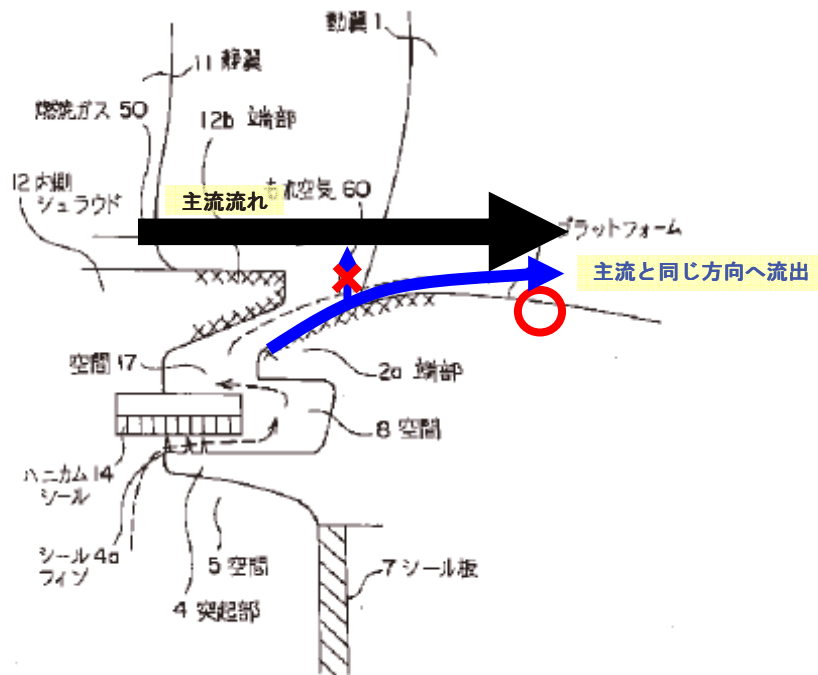 動翼 1
11 静翼
燃焼ガス 50
12b 端部
12 内側
シュラウド
主流流れ
空気 60
プラットフォーム
主流と同じ方向へ流出
空間 17
2a 端部
8 空間
ハニカム 14
シール
シール 4a
フィン
5 空間
7 シール板
4 突起部